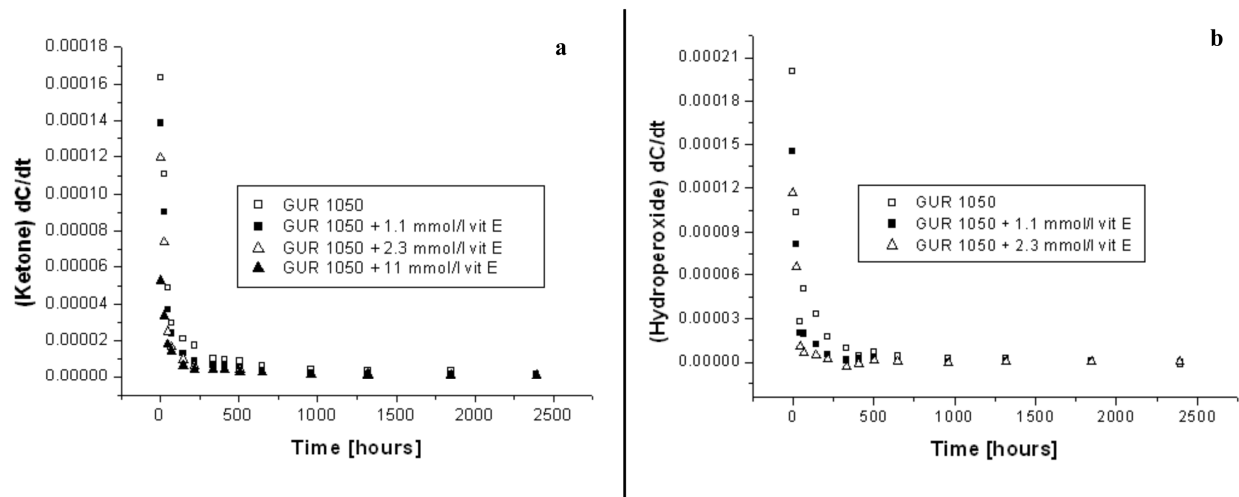 a
(Ketone) dC/dt
0.00018
0.00016
0.00014
0.00012
0.00010
0.00008
0.00006
0.00004
0.00002
0.00000
GUR 1050
GUR 1050 + 1.1 mmol/l vit E
GUR 1050 + 2.3 mmol/l vit E
GUR 1050 + 11 mmol/l vit E
0 500 1000 1500 2000 2500
Time [hours]
b
(Hydroperoxide) dC/dt
0.00021
0.00018
0.00015
0.00012
0.00009
0.00006
0.00003
0.00000
GUR 1050
GUR 1050 + 1.1 mmol/l vit E
GUR 1050 + 2.3 mmol/l vit E
0 500 1000 1500 2000 2500
Time [hours]